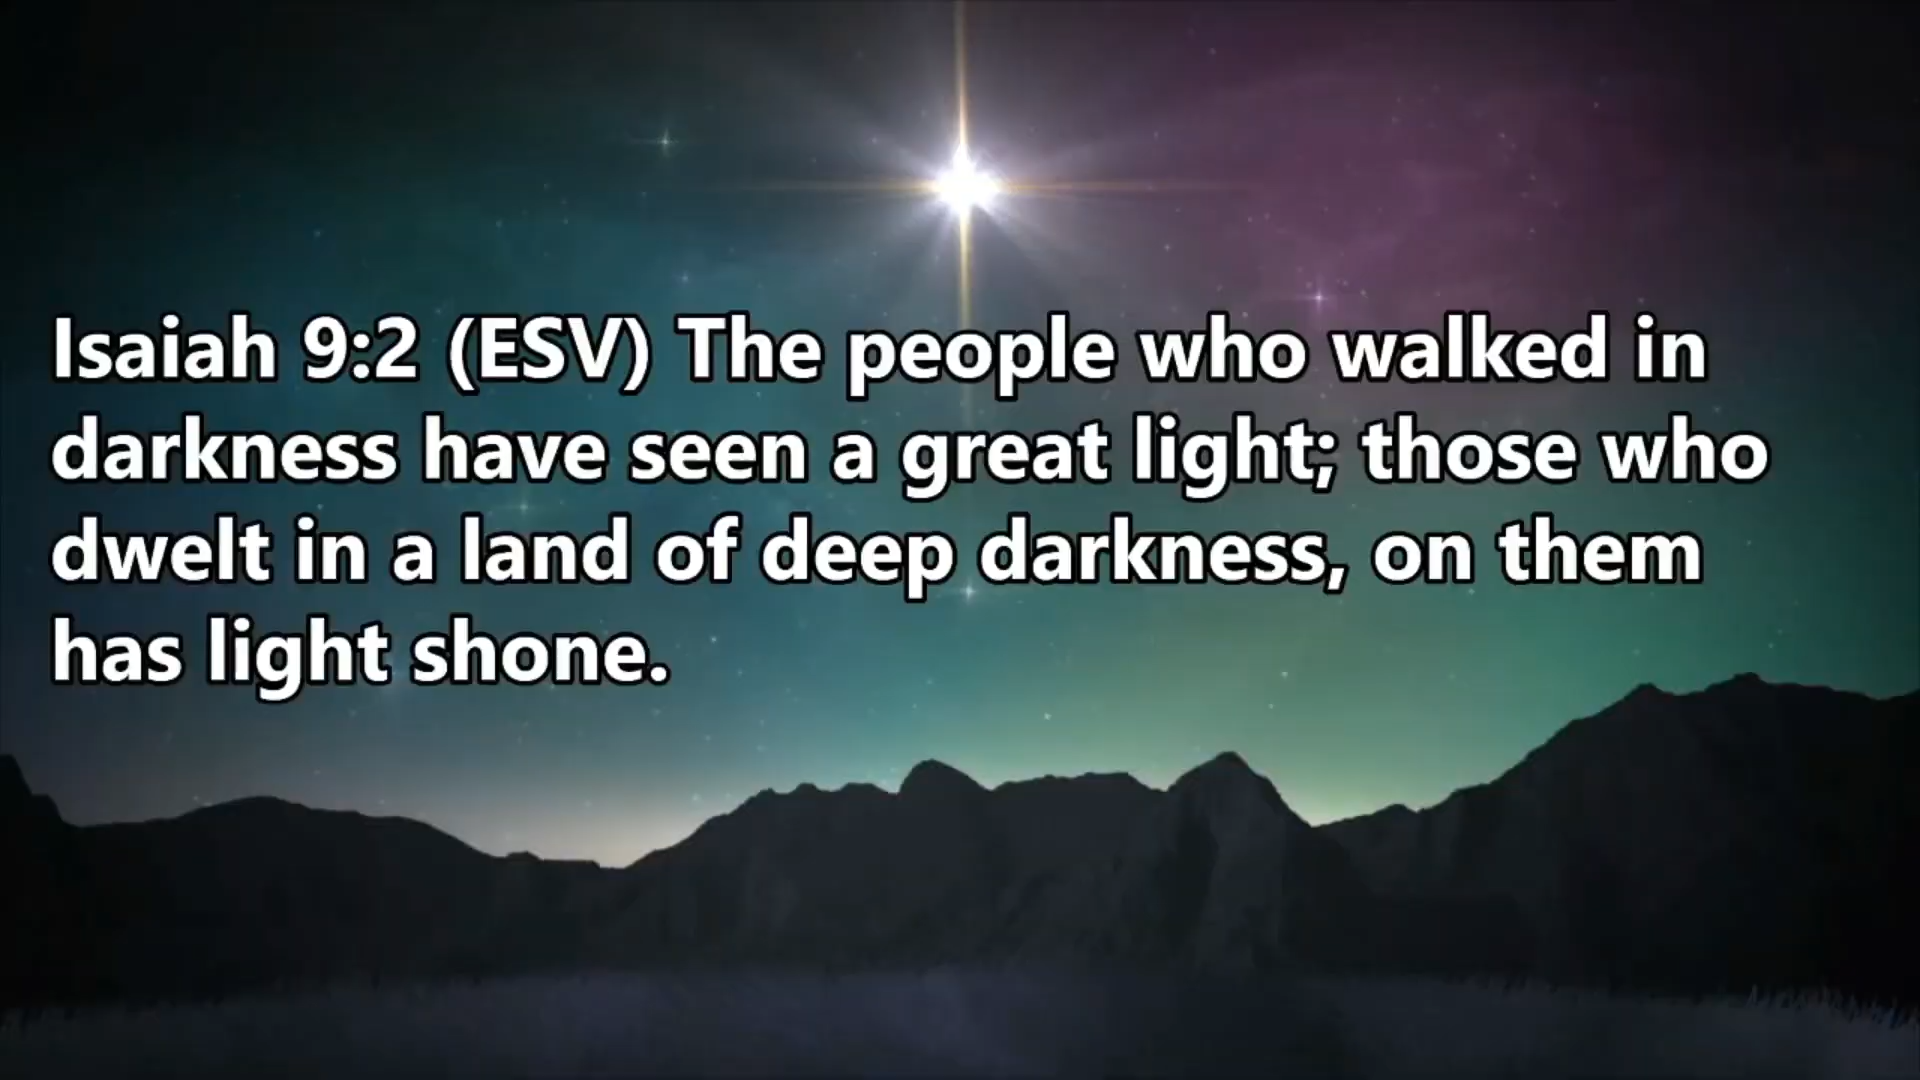 Isaiah 9:2 (ESV) The people who walked in
darkness have seen a great light; those who
dwelt in a land of deep darkness, on them
has light shone.